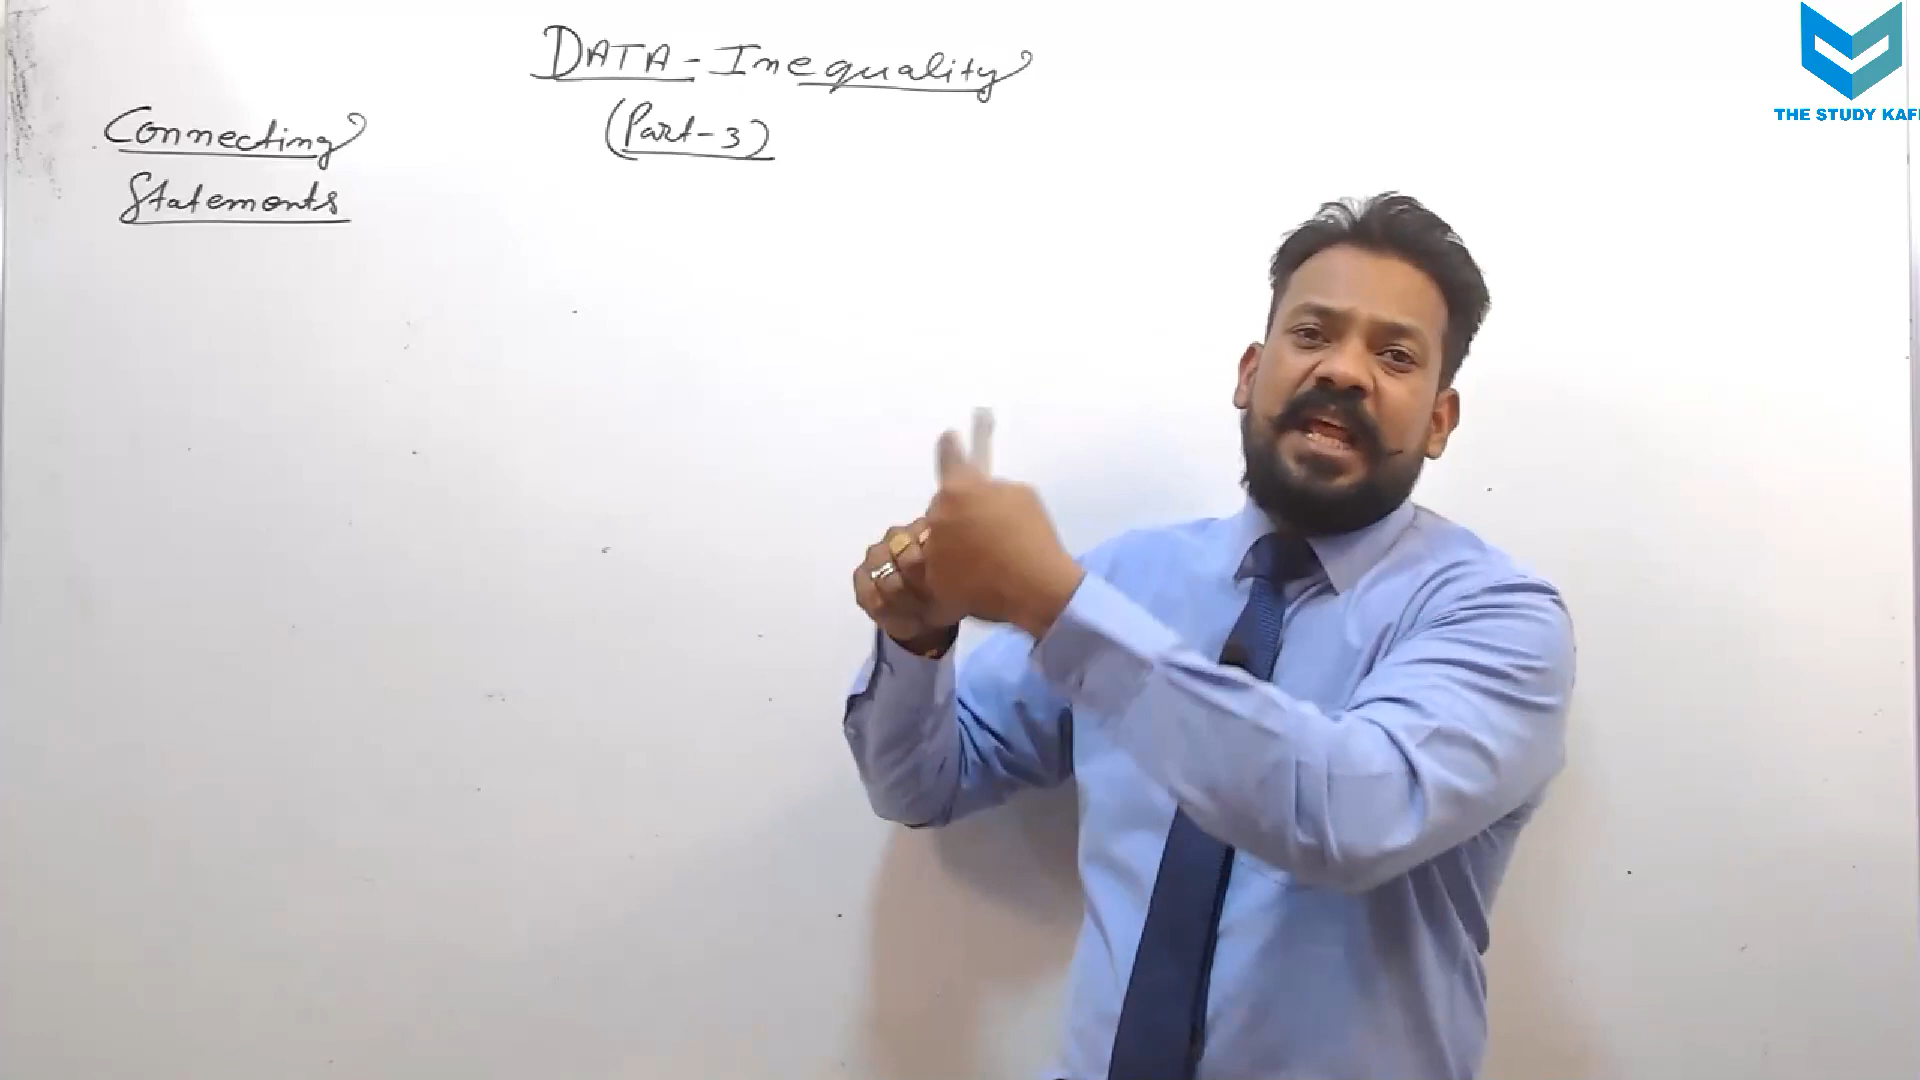 DATA - Inequality
(Part-3)
Connecting
Statements
THE STUDY KAF